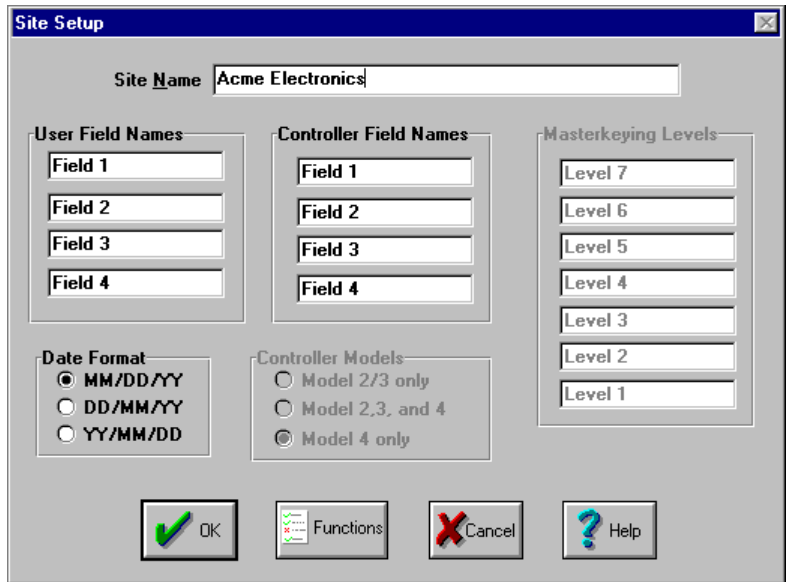 Site Setup
Site Name Acme Electronics
User Field Names
Field 1
Field 2
Field 3
Field 4
Controller Field Names
Field 1
Field 2
Field 3
Field 4
Masterkeying Levels
Level 7
Level 6
Level 5
Level 4
Level 3
Level 2
Level 1
Date Format
MM/DD/YY
DD/MM/YY
YY/MM/DD
Controller Models
Model 2/3 only
Model 2,3, and 4
Model 4 only
OK
Functions
Cancel
Help